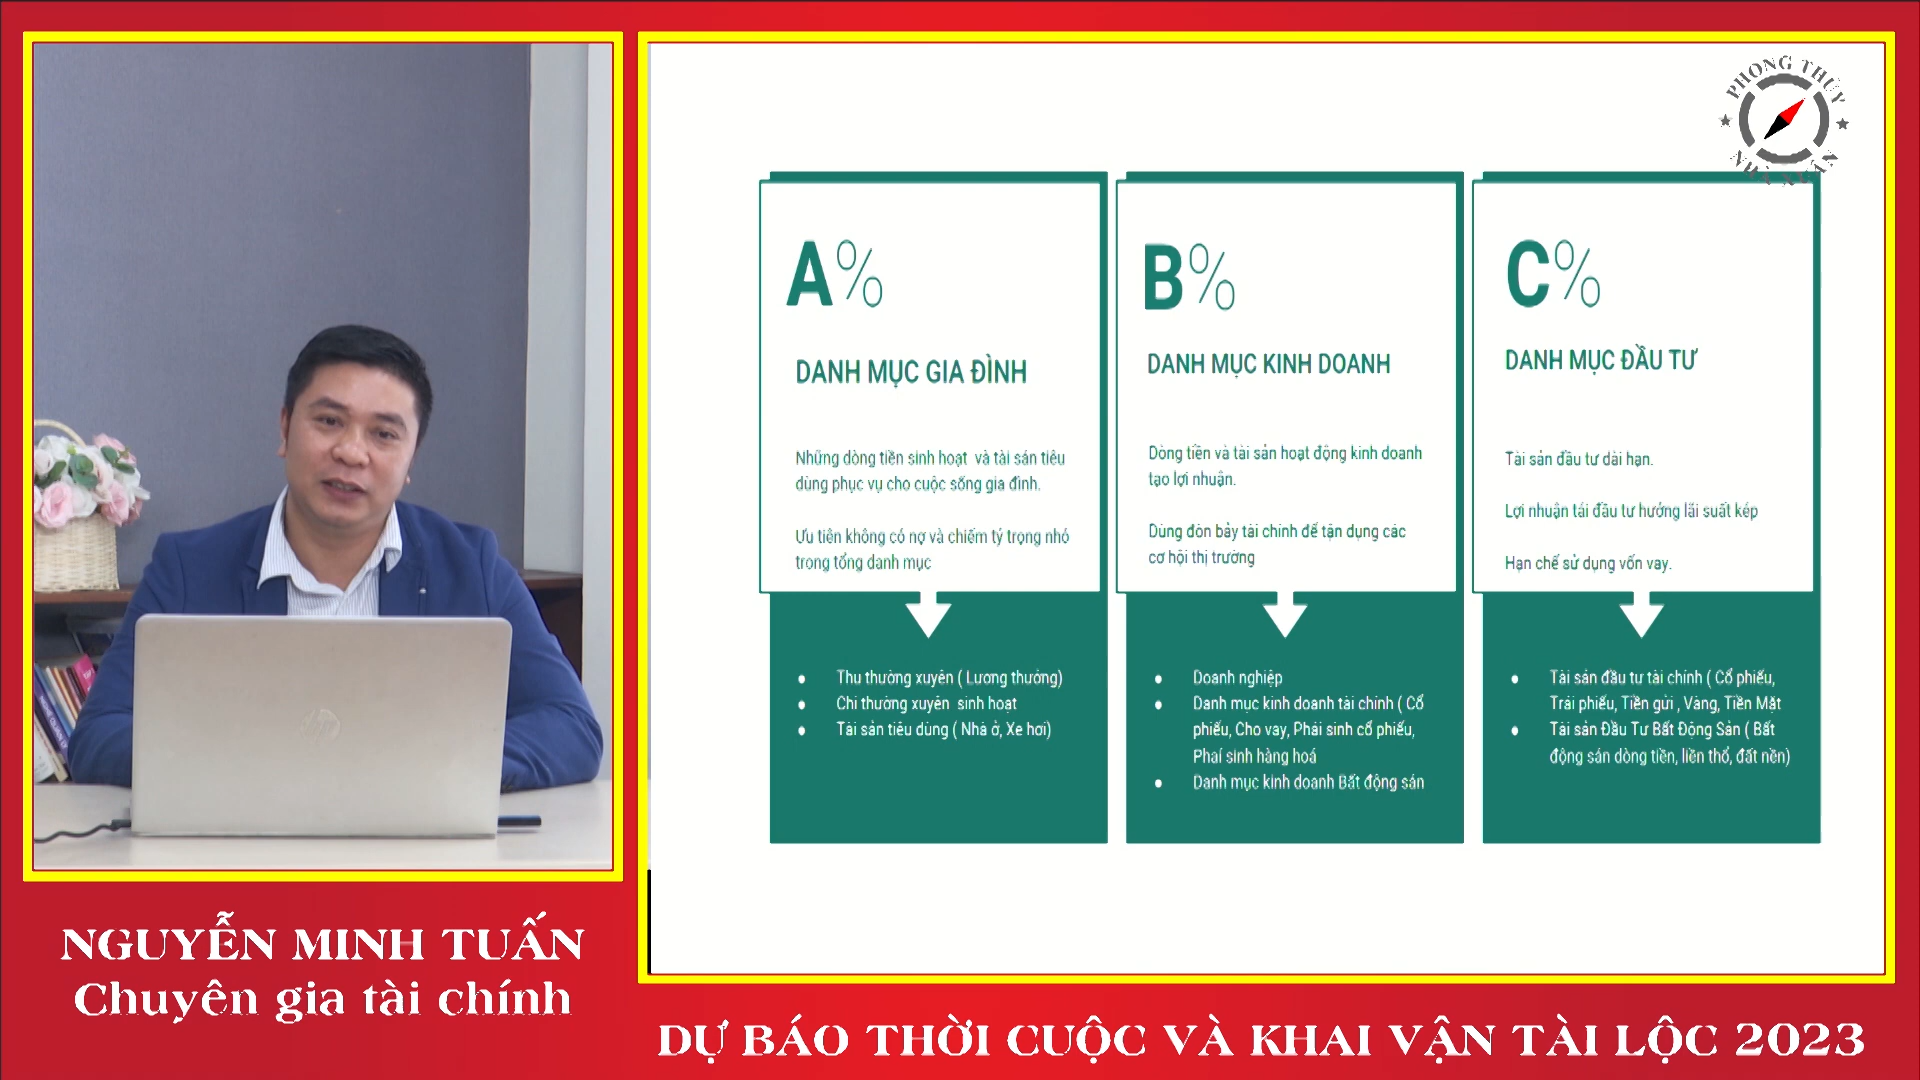 PHONG THỦY
NHÀ XUÂN
A%
DANH MỤC GIA ĐÌNH
Những dòng tiền sinh hoạt và tài sản tiêu
dùng phục vụ cho cuộc sống gia đình.
Ưu tiên không có nợ và chiếm tỷ trọng nhỏ
trong tổng danh mục
Thu thường xuyên ( Lương thưởng)
Chi thường xuyên sinh hoạt
Tài sản tiêu dùng ( Nhà ở, Xe hơi)
B%
DANH MỤC KINH DOANH
Dòng tiền và tài sản hoạt động kinh doanh
tạo lợi nhuận.
Dùng đòn bảy tài chính để tận dụng các
cơ hội thị trường
Doanh nghiệp
Danh mục kinh doanh tài chính ( Cổ
phiếu, Cho vay, Phái sinh cổ phiếu,
Phaí sinh hàng hoá
Danh mục kinh doanh Bất động sản
C%
DANH MỤC ĐẦU TƯ
Tài sản đầu tư dài hạn.
Lợi nhuận tái đầu tư hưởng lãi suất kép
Hạn chế sử dụng vốn vay.
Tài sản đầu tư tài chính ( Cổ phiếu,
Trái phiếu, Tiền gửi , Vàng, Tiền Mặt
Tài sản Đầu Tư Bất Động Sản ( Bất
động sản dòng tiền, liền thổ, đất nền)
NGUYỄN MINH TUẤN
Chuyên gia tài chính
DỰ BÁO THỜI CUỘC VÀ KHAI VẬN TÀI LỘC 2023